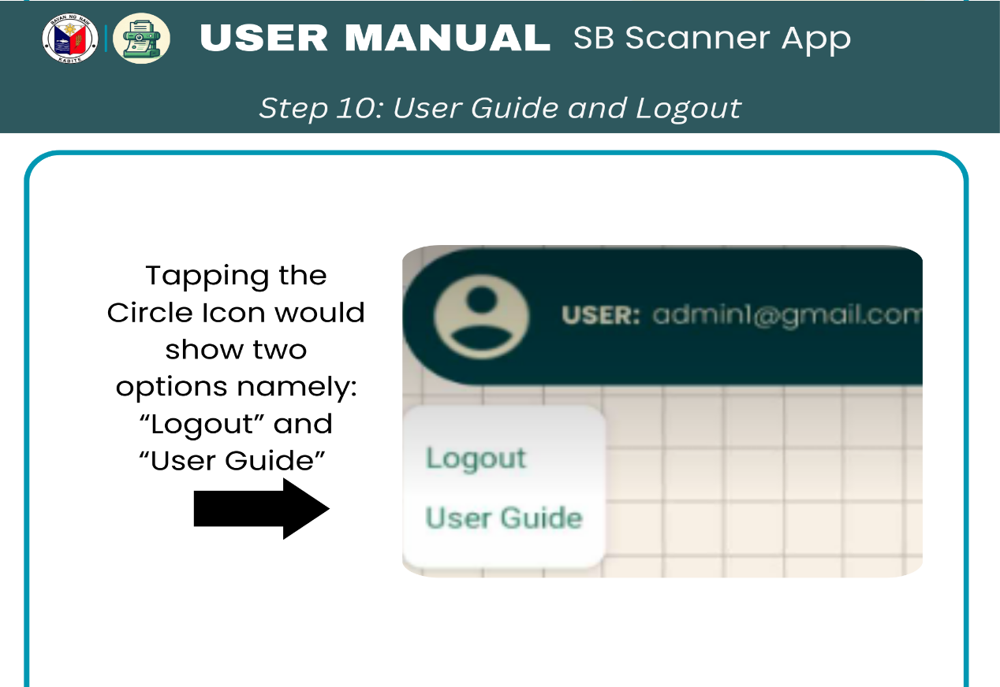 BAYAN NG NAIK
KABITE
USER MANUAL SB Scanner App
Step 10: User Guide and Logout
Tapping the
Circle Icon would
show two
options namely:
“Logout” and
“User Guide”
USER: admin1@gmail.com
Logout
User Guide